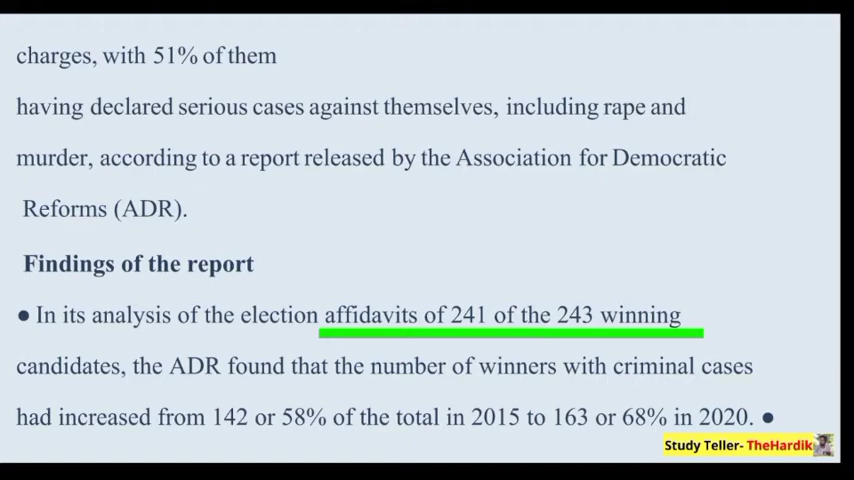 charges, with 51% of them
having declared serious cases against themselves, including rape and
murder, according to a report released by the Association for Democratic
Reforms (ADR).
Findings of the report
● In its analysis of the election affidavits of 241 of the 243 winning
candidates, the ADR found that the number of winners with criminal cases
had increased from 142 or 58% of the total in 2015 to 163 or 68% in 2020. ●
Study Teller- TheHardik